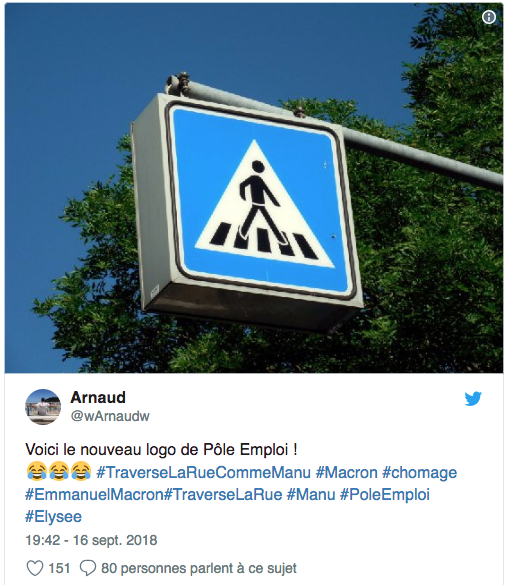 Arnaud
@wArnaudw
Voici le nouveau logo de Pôle Emploi !
😂😂😂 #TraverseLaRueCommeManu #Macron #chomage
#EmmanuelMacron#TraverseLaRue #Manu #PoleEmploi
#Elysee
19:42 - 16 sept. 2018
151 80 personnes parlent à ce sujet